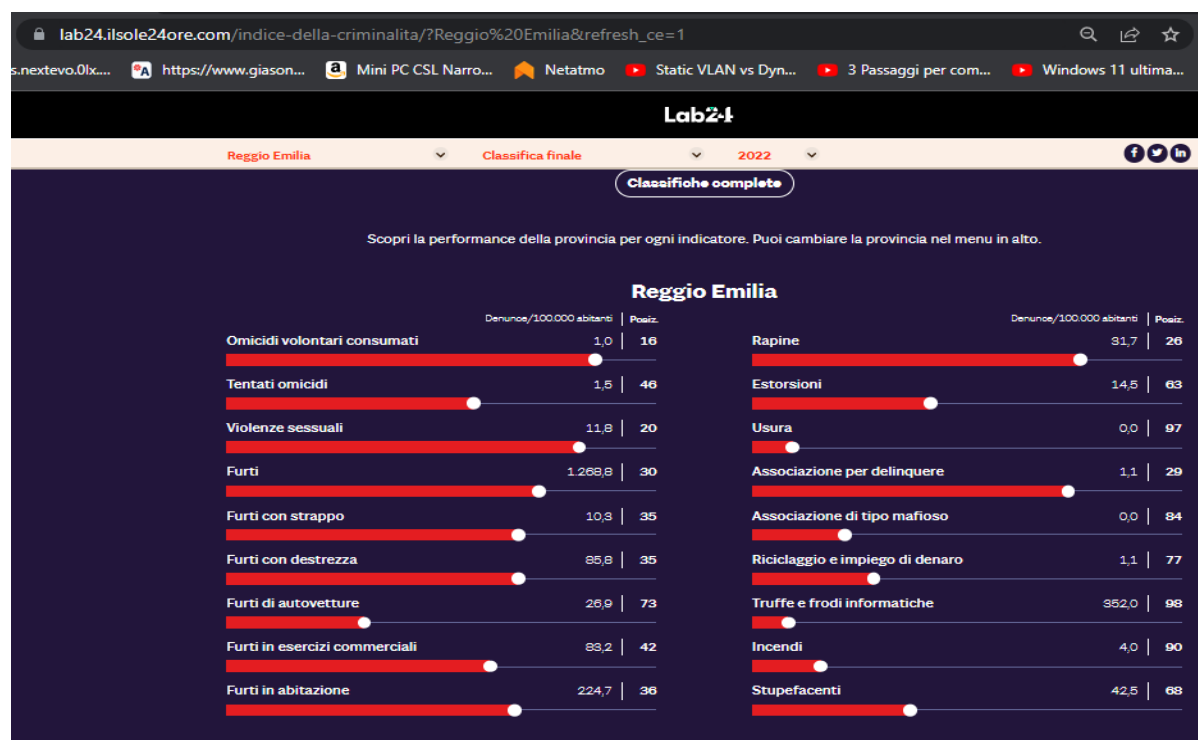 lab24.ilsole24ore.com/indice-della-criminalita/?Reggio%20Emilia&refresh_ce=1
s.nextevo.0lx.... https://www.giason... Mini PC CSL Narro... Netatmo Static VLAN vs Dyn... 3 Passaggi per com... Windows 11 ultima...
Lab24
Reggio Emilia Classifica finale 2022
Classifiche complete
Scopri la performance della provincia per ogni indicatore. Puoi cambiare la provincia nel menu in alto.
Reggio Emilia
Denunce/100.000 abitanti Posiz.
Omicidi volontari consumati 1,0 16
Tentati omicidi 1,5 46
Violenze sessuali 11,8 20
Furti 1.268,8 30
Furti con strappo 10,3 35
Furti con destrezza 85,8 35
Furti di autovetture 26,9 73
Furti in esercizi commerciali 83,2 42
Furti in abitazione 224,7 36
Denunce/100.000 abitanti Posiz.
Rapine 31,7 26
Estorsioni 14,5 63
Usura 0,0 97
Associazione per delinquere 1,1 29
Associazione di tipo mafioso 0,0 84
Riciclaggio e impiego di denaro 1,1 77
Truffe e frodi informatiche 352,0 98
Incendi 4,0 90
Stupefacenti 42,5 68